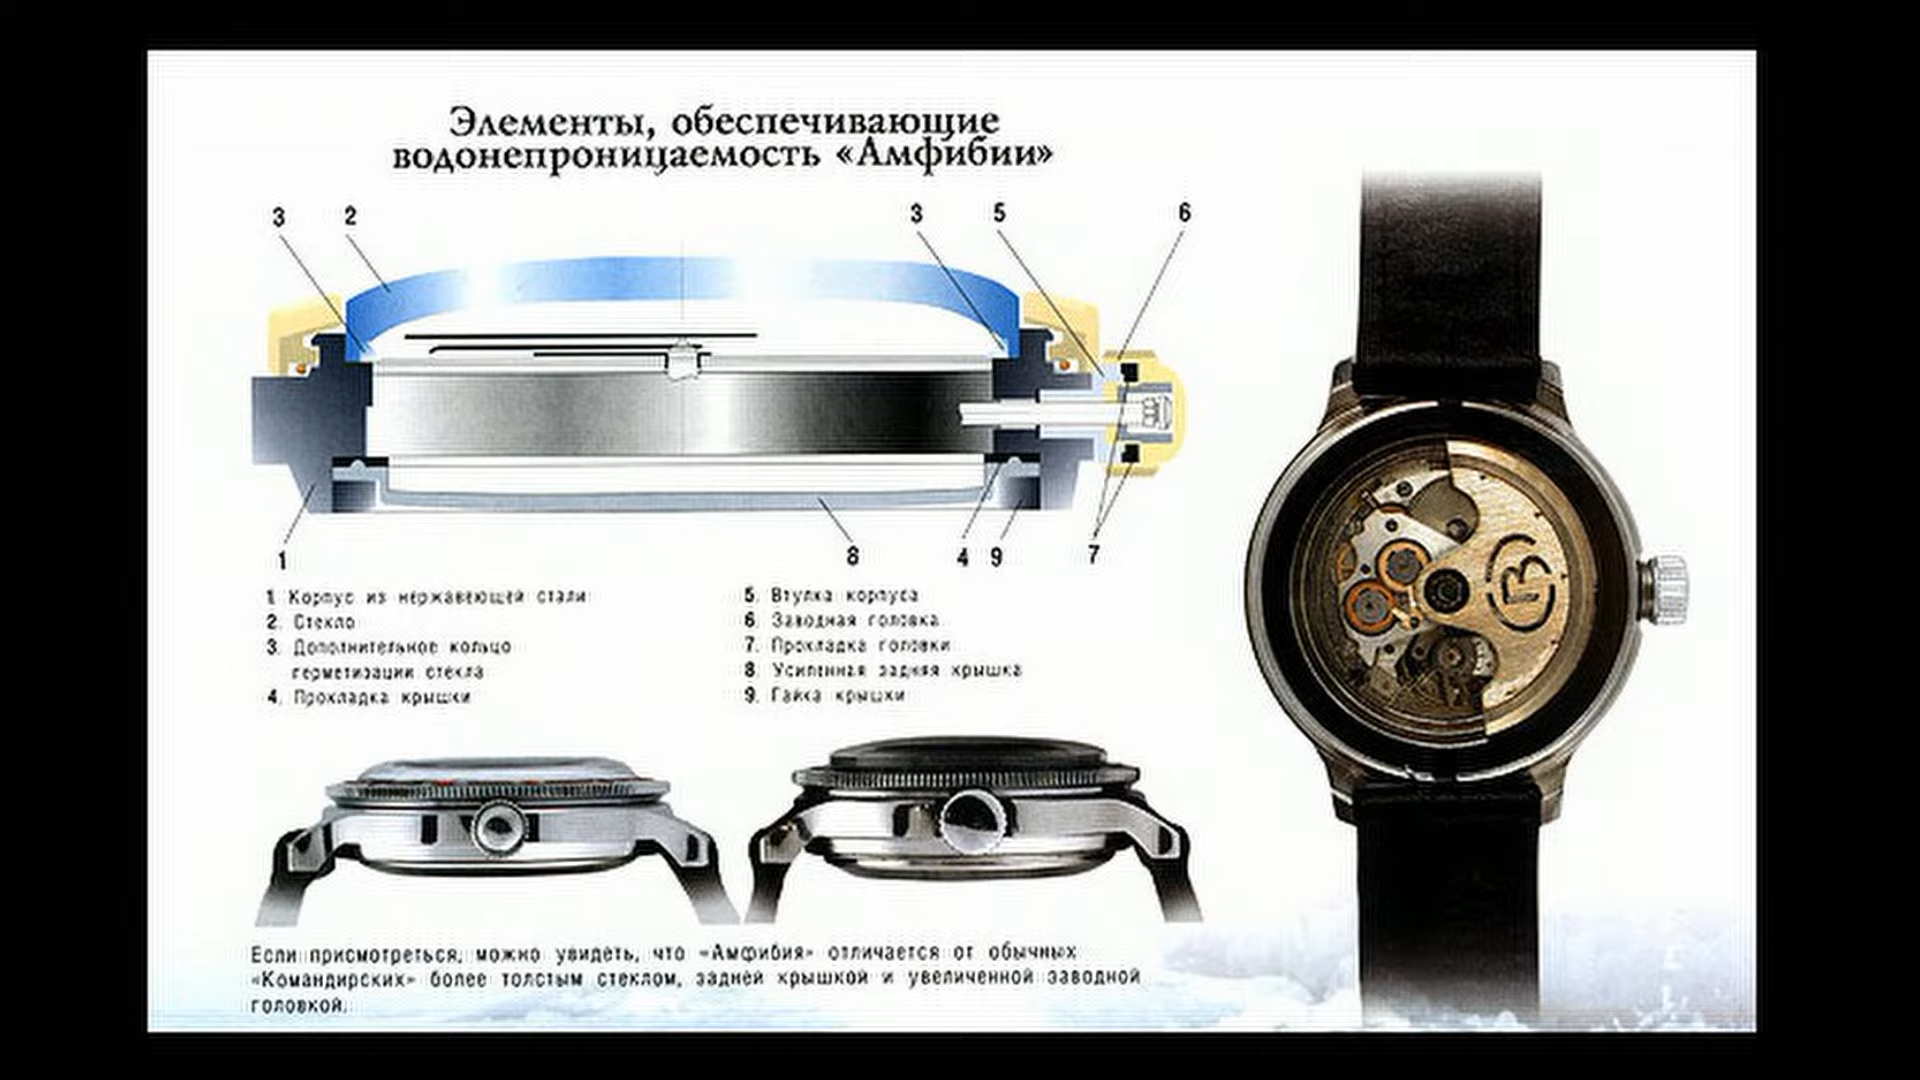 Элементы, обеспечивающие
водонепроницаемость «Амфибии»
3 2 3 5 6
1 8 4 9 7
1 Корпус из нержавеющей стали
2. Стекло
3. Дополнительное кольцо
герметизации стекла
4. Прокладка крышки
5. Втулка корпуса
6. Заводная головка
7. Прокладка головки
8. Усиленная задняя крышка
9. Гайка крышки
В
Если присмотреться, можно увидеть, что «Амфибия» отличается от обычных
«Командирских» более толстым стеклом, задней крышкой и увеличенной заводной
головкой.